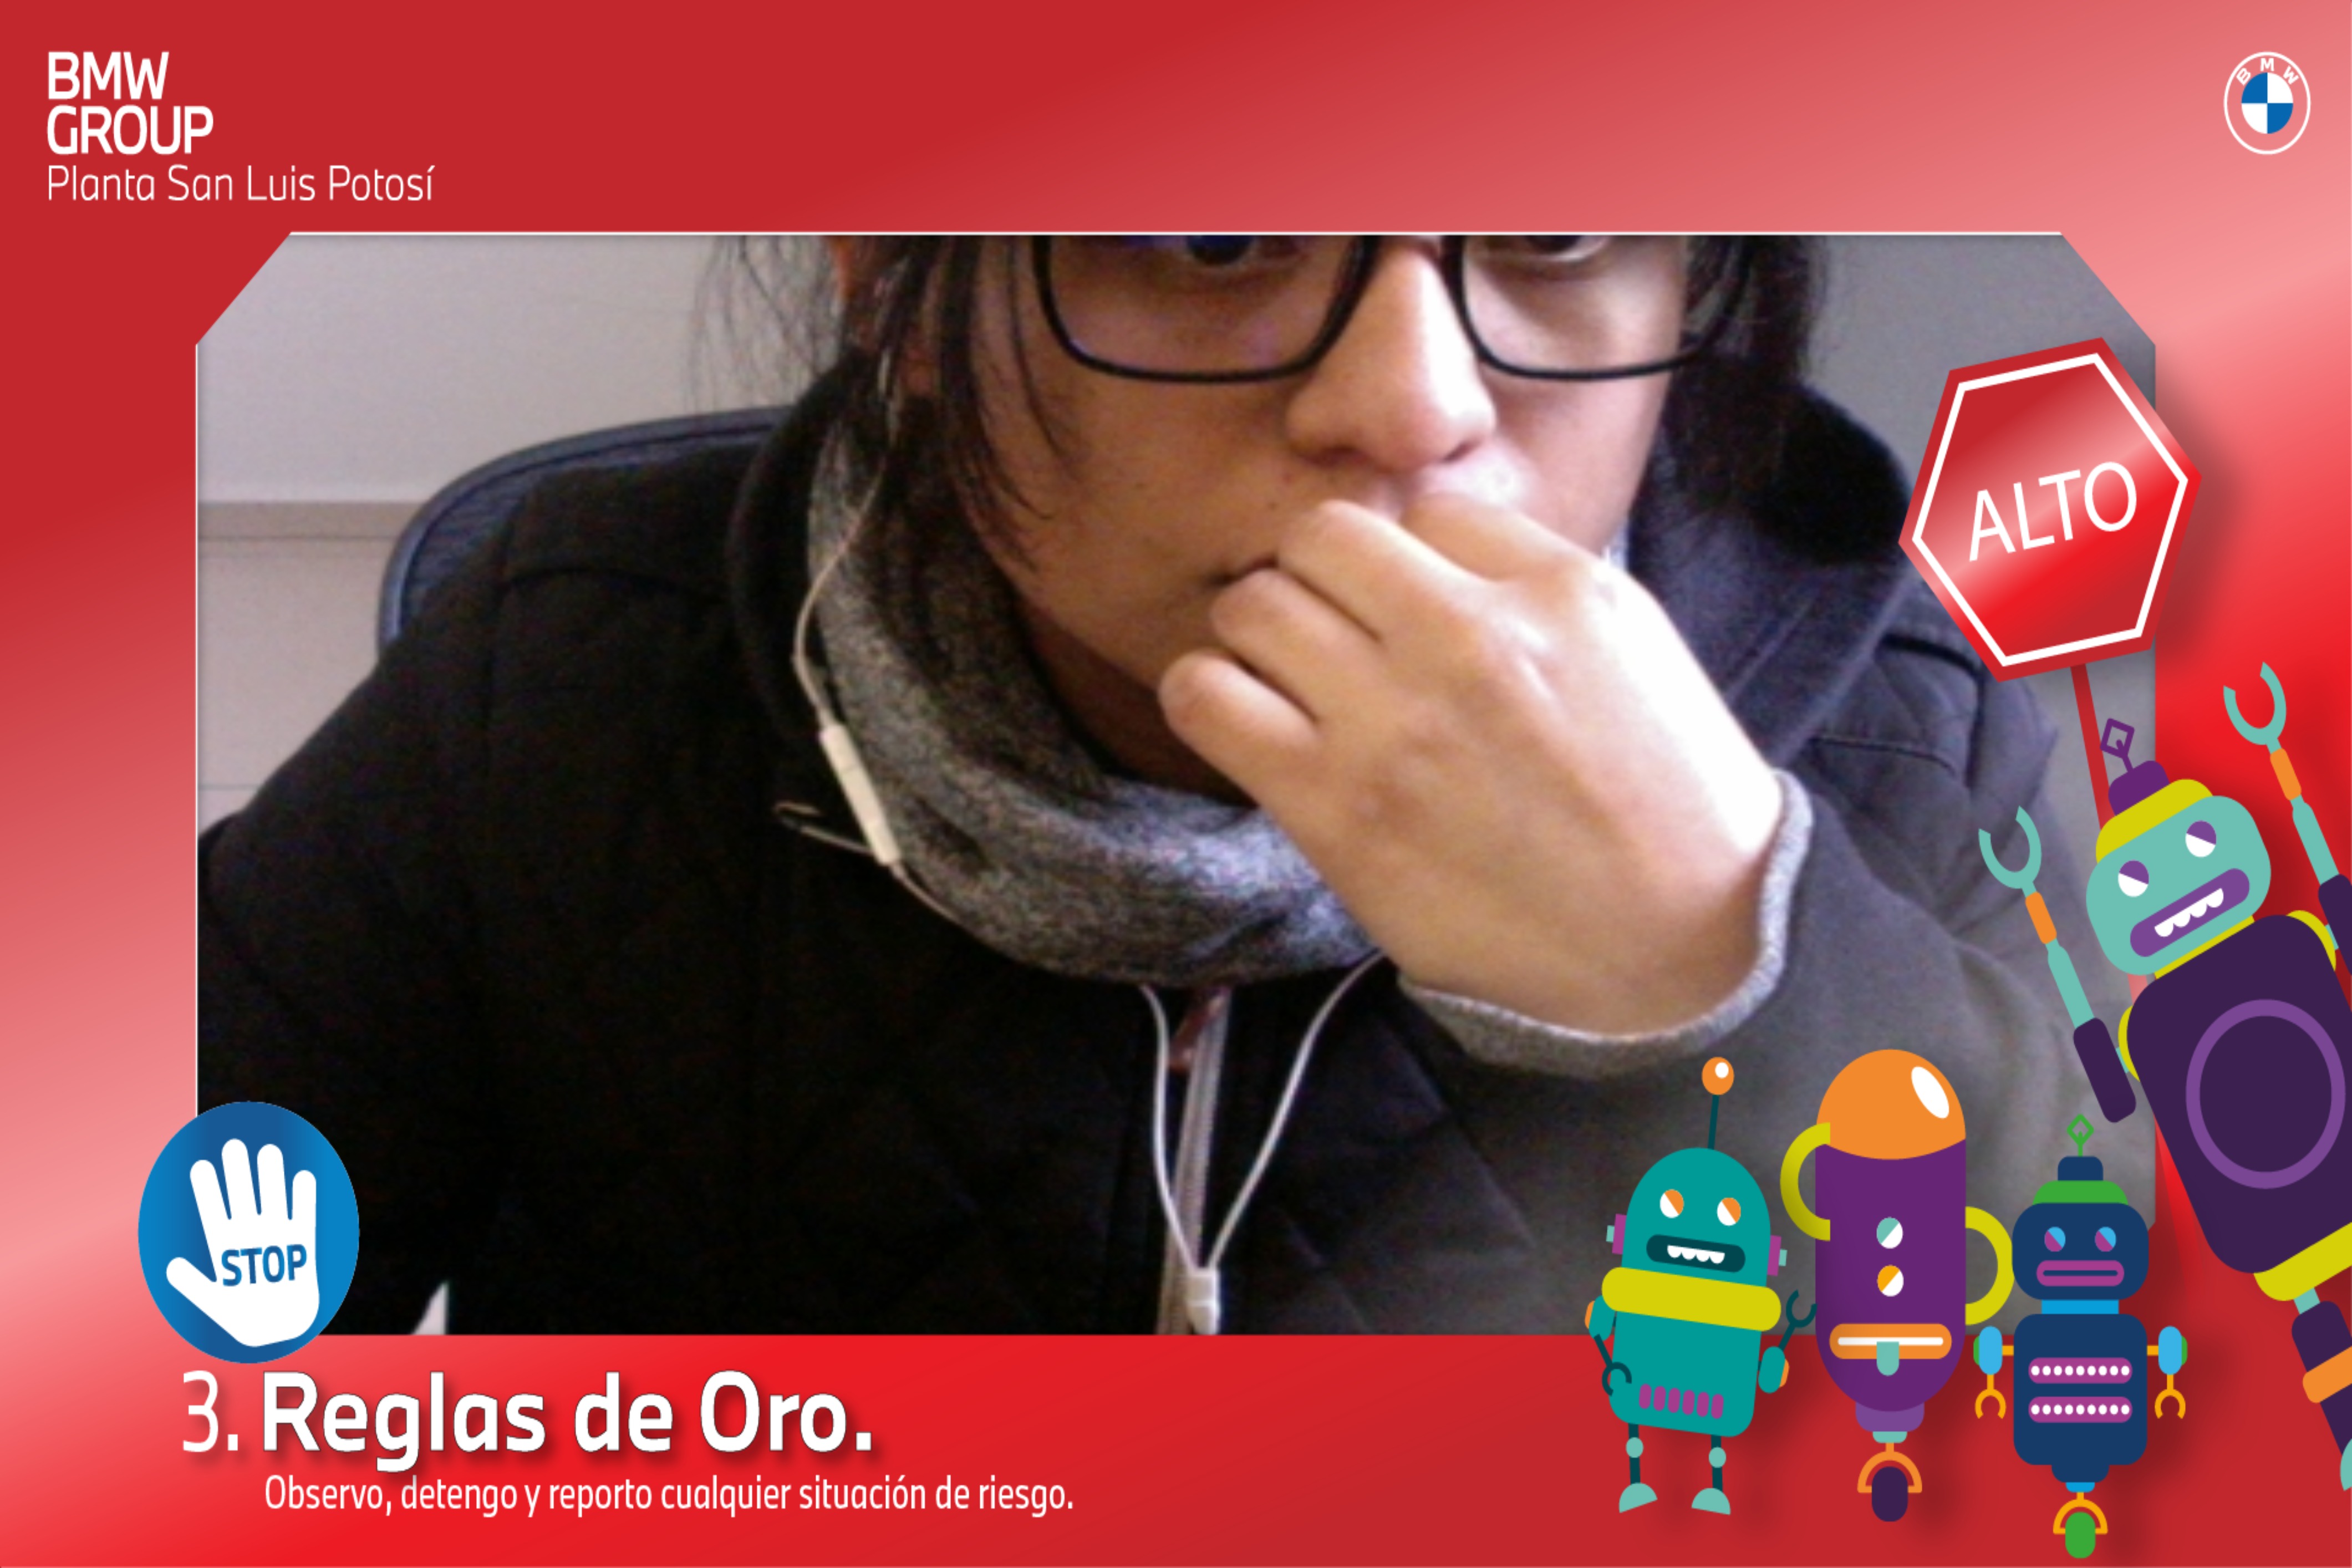 BMW
GROUP
Planta San Luis Potosí
BMW
ALTO
STOP
3. Reglas de Oro.
Observo, detengo y reporto cualquier situación de riesgo.